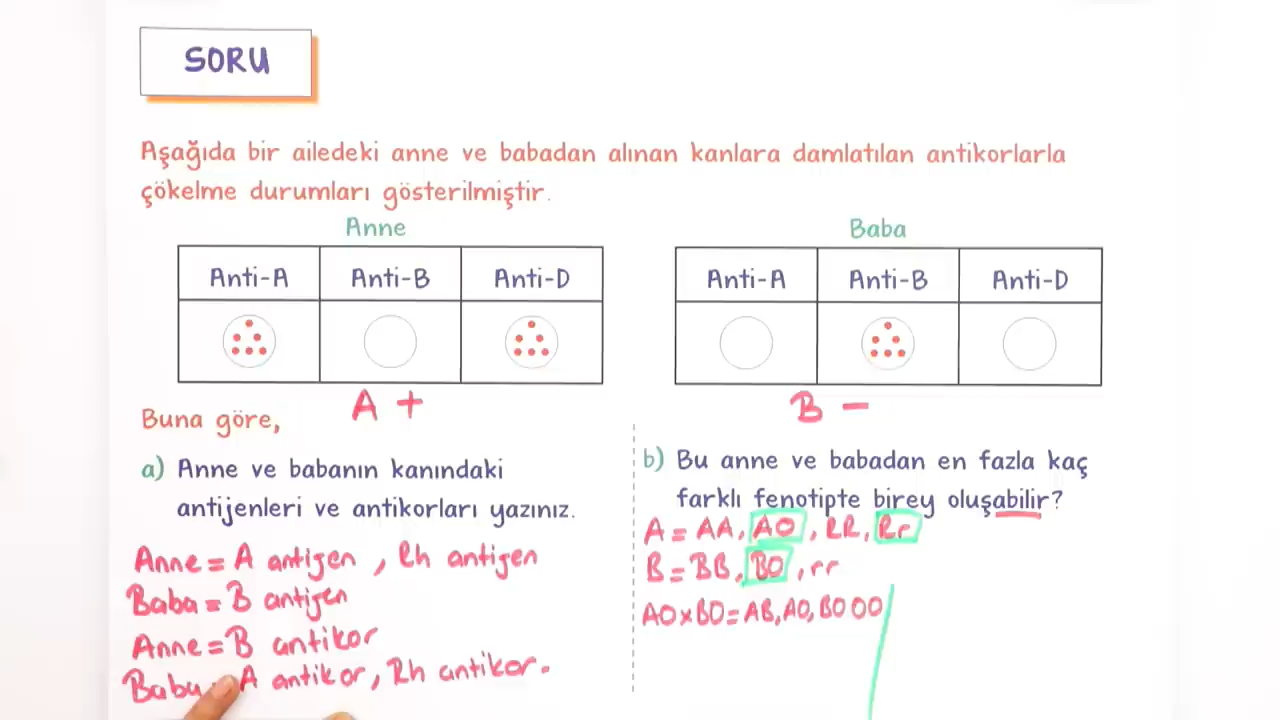 SORU
Aşağıda bir ailedeki anne ve babadan alınan kanlara damlatılan antikorlarla
çökelme durumları gösterilmiştir.
Anne
Baba
Anti-A Anti-B Anti-D
Anti-A Anti-B Anti-D
A +
B -
Buna göre,
a) Anne ve babanın kanındaki
antijenleri ve antikorları yazınız.
Anne = A antijen, Rh antijen
Baba = B antijen
Anne = B antikor
Baba = A antikor, Rh antikor.
b) Bu anne ve babadan en fazla kaç
farklı fenotipte birey oluşabilir?
A = AA, AO, RR, Rr
B = BB, BO, rr
AO x BO = AB, AO, BO OO